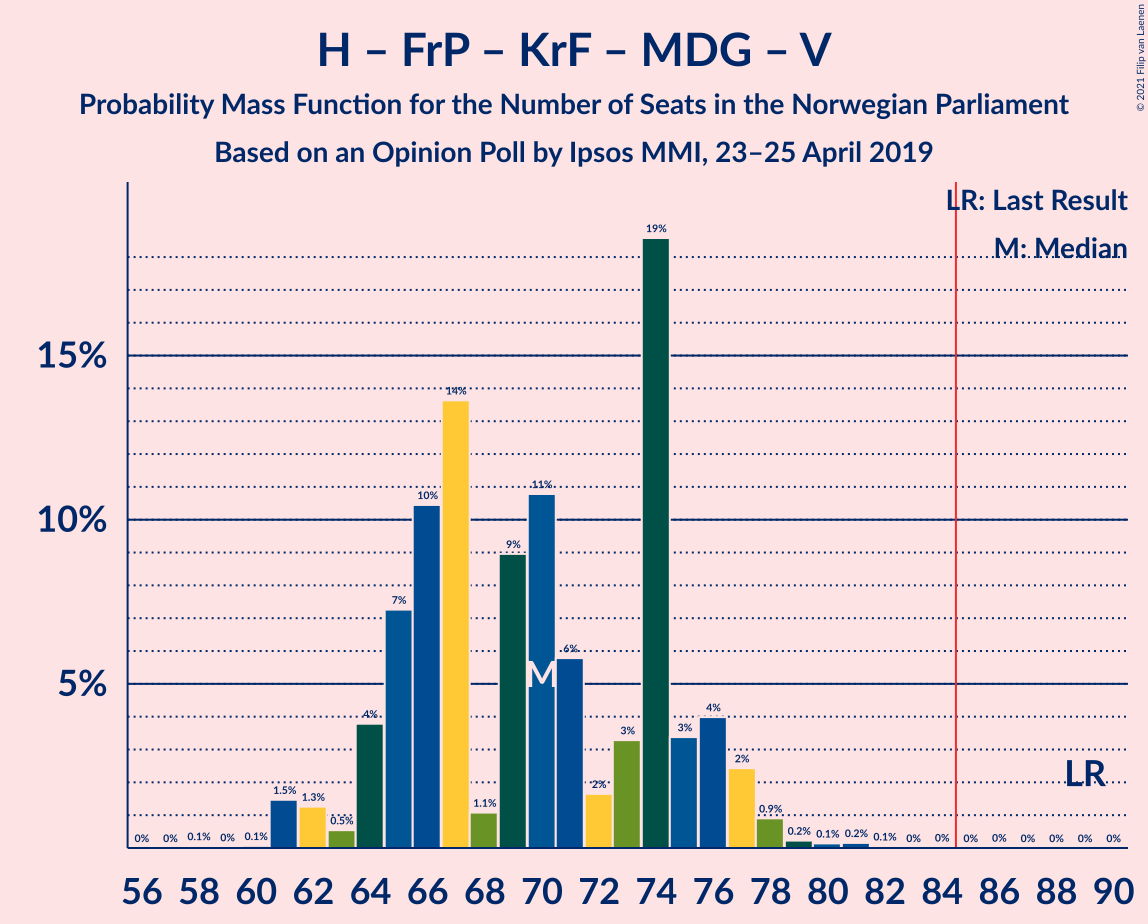 H – FrP – KrF – MDG – V
Probability Mass Function for the Number of Seats in the Norwegian Parliament
Based on an Opinion Poll by Ipsos MMI, 23–25 April 2019
© 2021 Filip van Laenen
LR: Last Result
M: Median
15%
10%
5%
0% 0% 0.1% 0% 0.1% 1.5% 1.3% 0.5% 4% 7% 10% 14% 1.1% 9% 11% 6% 2% 3% 19% 3% 4% 2% 0.9% 0.2% 0.1% 0.2% 0.1% 0% 0% 0% 0% 0% 0% 0% 0%
M
LR
56 58 60 62 64 66 68 70 72 74 76 78 80 82 84 86 88 90